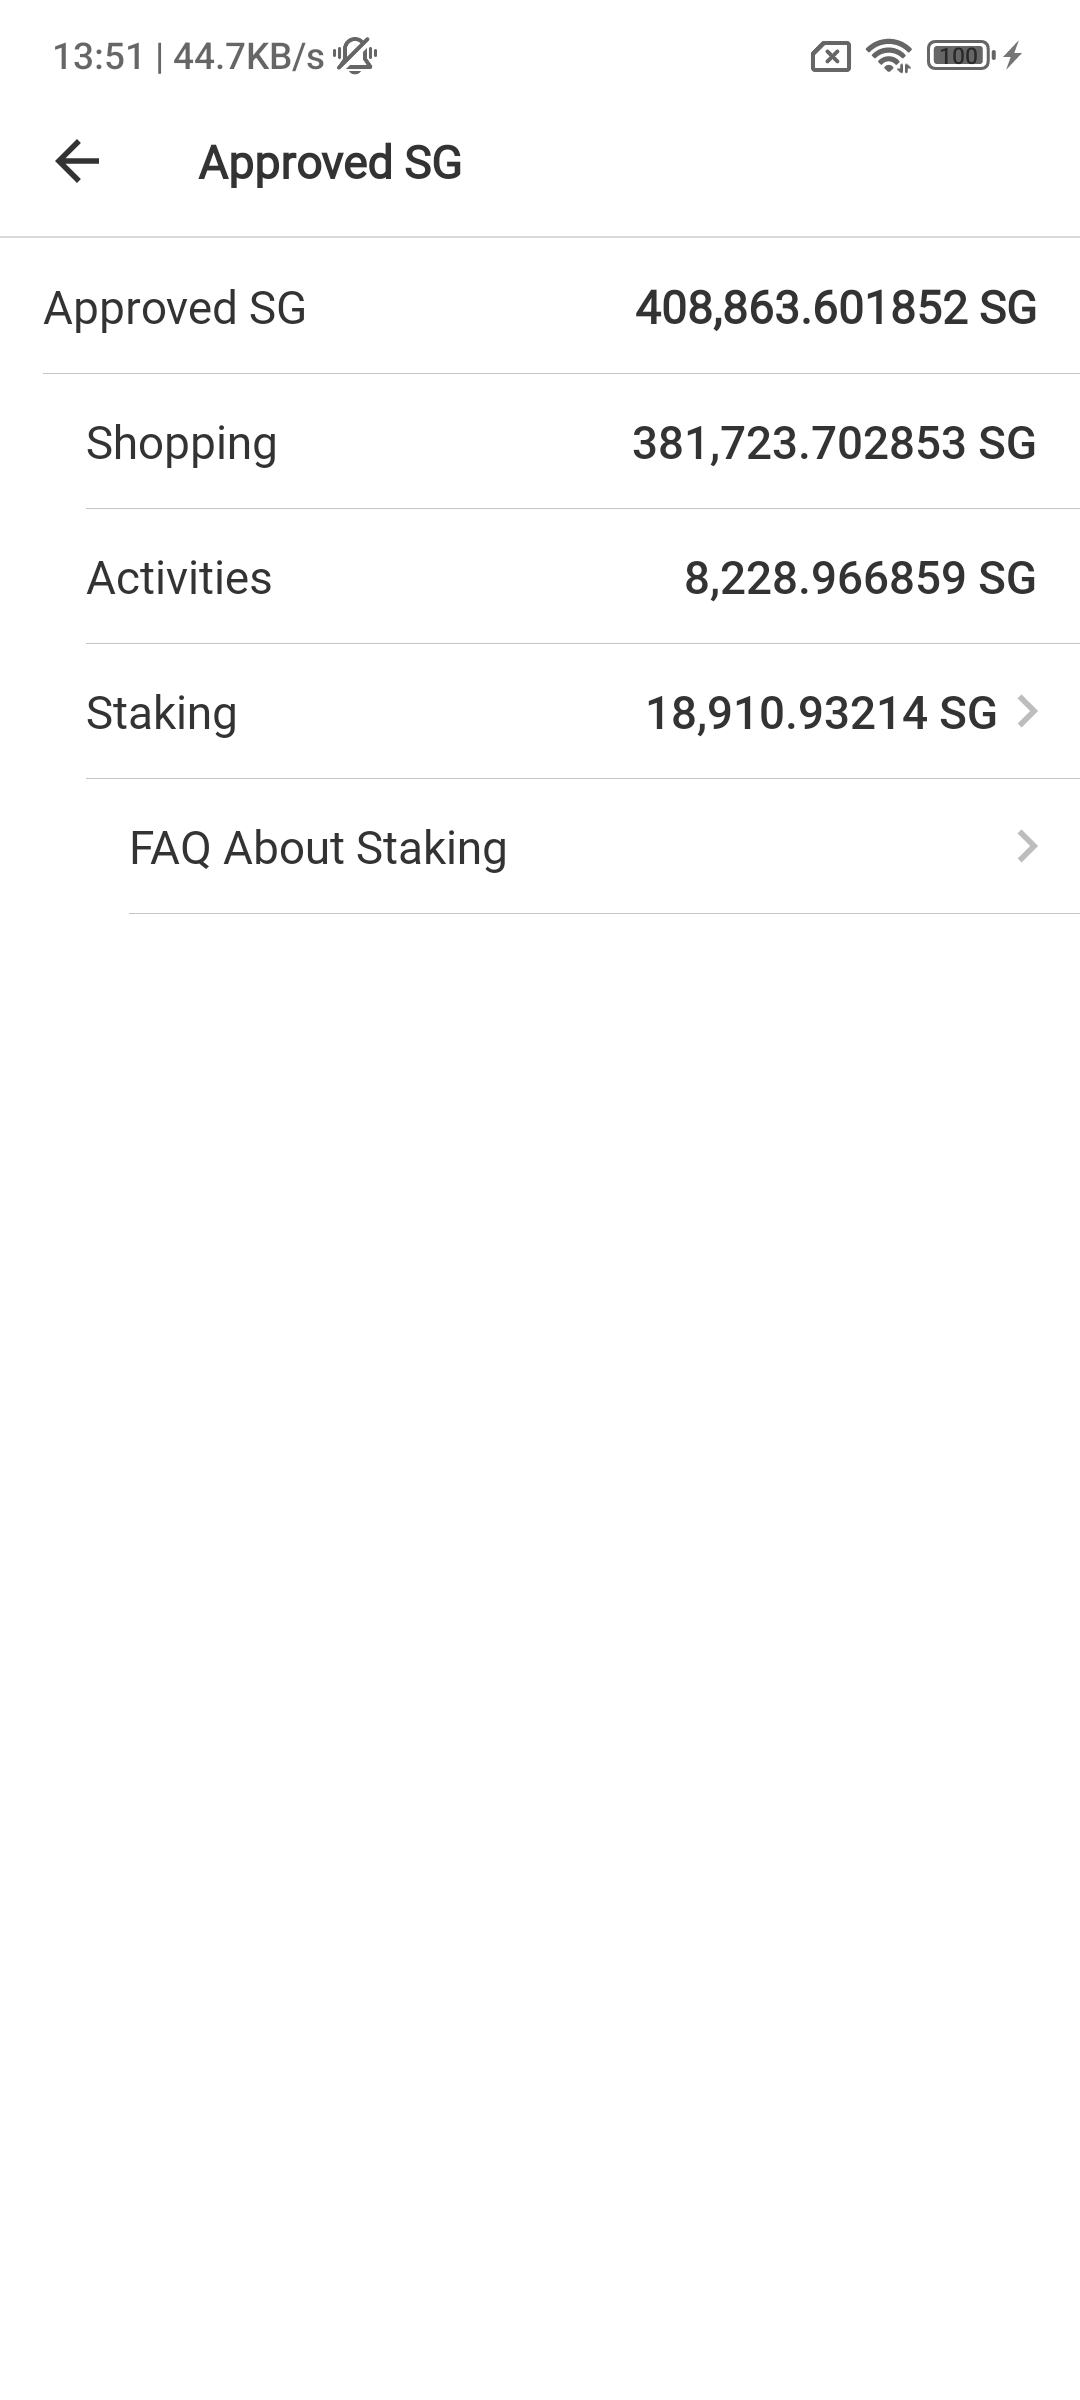 13:51 | 44.7KB/s 100
Approved SG
Approved SG 408,863.601852 SG
Shopping 381,723.702853 SG
Activities 8,228.966859 SG
Staking 18,910.93214 SG
FAQ About Staking